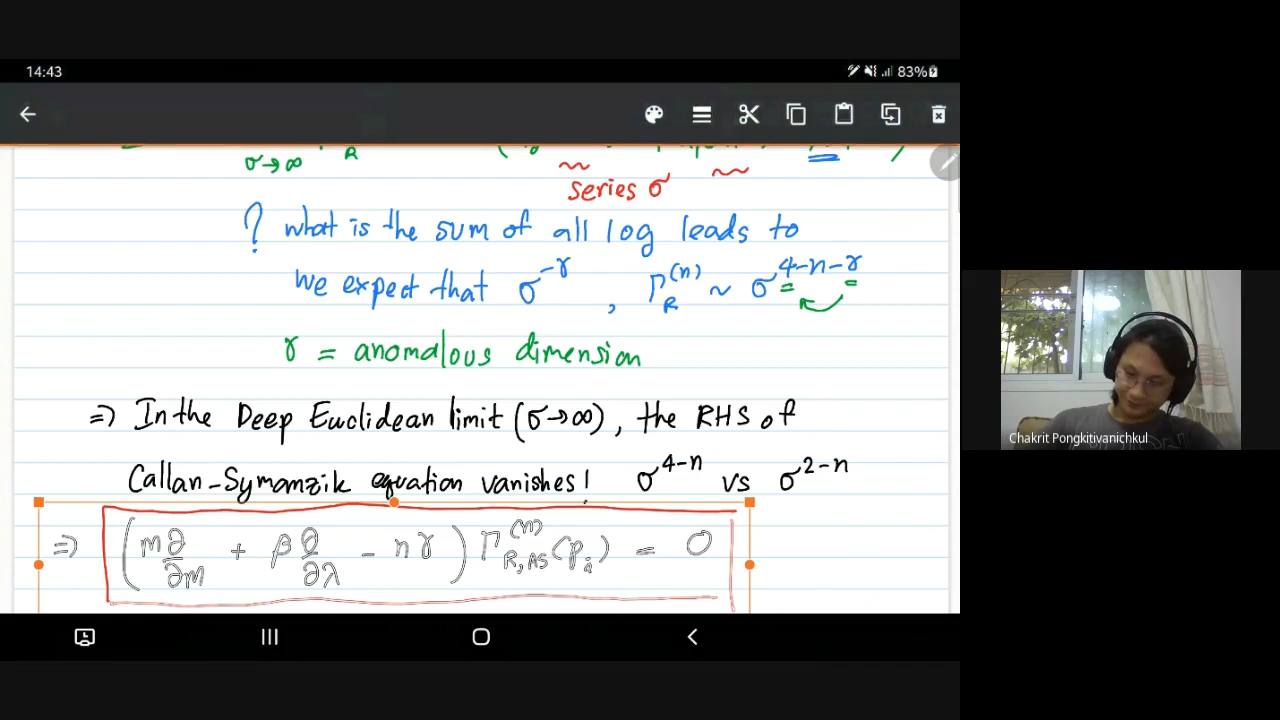 14:43
83%
σ→∞ R
series σ
? what is the sum of all log leads to
we expect that σ^{-γ} , Γ_R^{(n)} ~ σ^{4-n-γ}
γ = anomalous dimension
⇒ In the Deep Euclidean limit (σ→∞), the RHS of
Callan-Symanzik equation vanishes! σ^{4-n} vs σ^{2-n}
⇒ (m∂/∂m + β∂/∂λ - nγ) Γ_{R,AS}^{(n)}(p_i) = 0
Chakrit Pongkitivanichkul